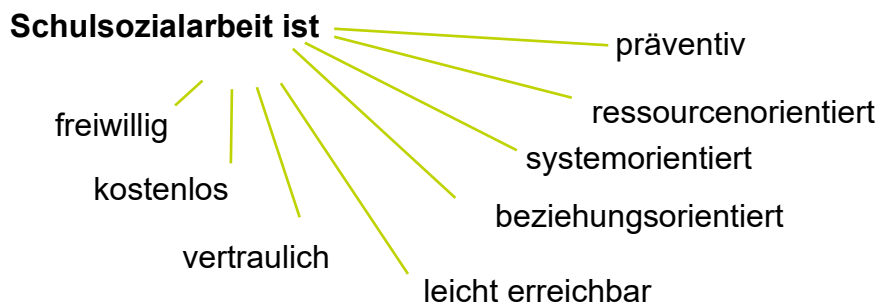 Schulsozialarbeit ist
präventiv
ressourcenorientiert
freiwillig
systemorientiert
kostenlos
beziehungsorientiert
vertraulich
leicht erreichbar